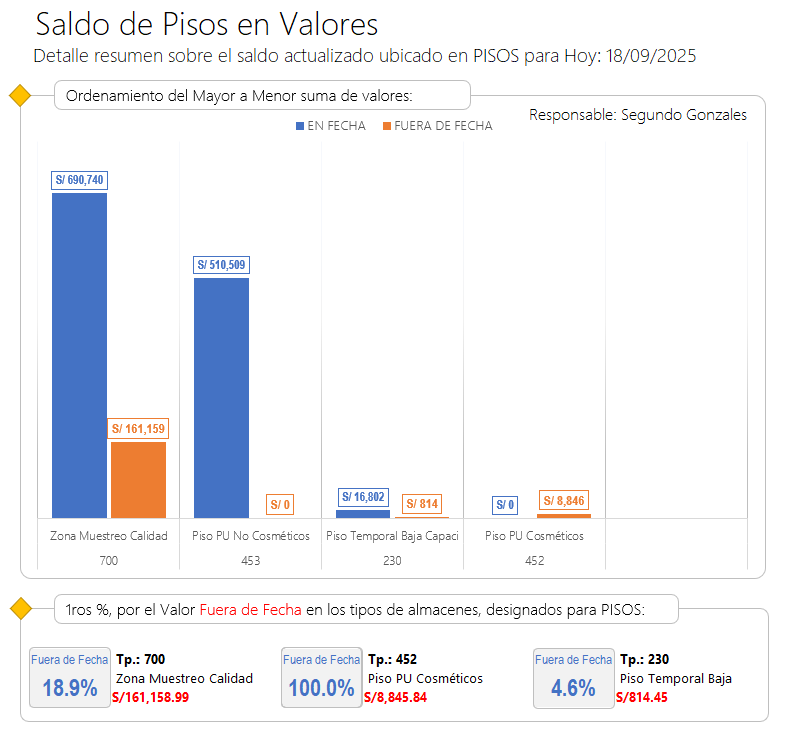 Saldo de Pisos en Valores
Detalle resumen sobre el saldo actualizado ubicado en PISOS para Hoy: 18/09/2025
Ordenamiento del Mayor a Menor suma de valores:
Responsable: Segundo Gonzales
EN FECHA FUERA DE FECHA
S/ 690,740
S/ 510,509
S/ 161,159
S/ 0
S/ 16,802
S/ 814
S/ 0
S/ 8,846
Zona Muestreo Calidad Piso PU No Cosméticos Piso Temporal Baja Capaci Piso PU Cosméticos
700 453 230 452
1ros %, por el Valor Fuera de Fecha en los tipos de almacenes, designados para PISOS:
Fuera de Fecha
18.9%
Tp.: 700
Zona Muestreo Calidad
S/161,158.99
Fuera de Fecha
100.0%
Tp.: 452
Piso PU Cosméticos
S/8,845.84
Fuera de Fecha
4.6%
Tp.: 230
Piso Temporal Baja
S/814.45